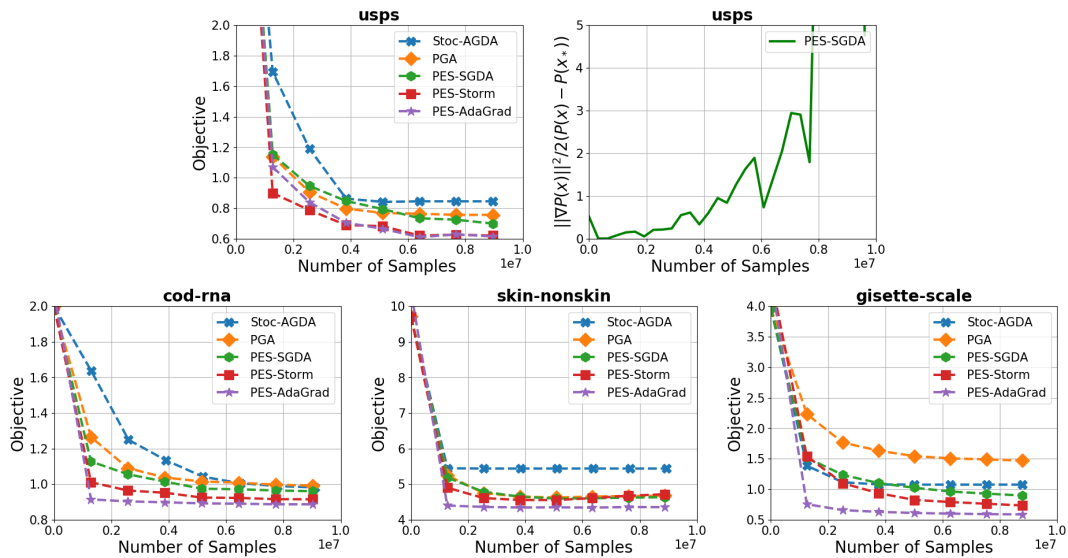 usps
Objective
2.0
1.8
1.6
1.4
1.2
1.0
0.8
0.6
Stoc-AGDA
PGA
PES-SGDA
PES-Storm
PES-AdaGrad
0.0 0.2 0.4 0.6 0.8 1.0
1e7
Number of Samples
usps
||∇P(x)||²/2(P(x) − P(x*))
5
4
3
2
1
0
PES-SGDA
0.0 0.2 0.4 0.6 0.8 1.0
1e7
Number of Samples
cod-rna
Objective
2.0
1.8
1.6
1.4
1.2
1.0
0.8
Stoc-AGDA
PGA
PES-SGDA
PES-Storm
PES-AdaGrad
0.0 0.2 0.4 0.6 0.8 1.0
1e7
Number of Samples
skin-nonskin
Objective
10
9
8
7
6
5
4
Stoc-AGDA
PGA
PES-SGDA
PES-Storm
PES-AdaGrad
0.0 0.2 0.4 0.6 0.8 1.0
1e7
Number of Samples
gisette-scale
Objective
4.0
3.5
3.0
2.5
2.0
1.5
1.0
0.5
Stoc-AGDA
PGA
PES-SGDA
PES-Storm
PES-AdaGrad
0.0 0.2 0.4 0.6 0.8 1.0
1e7
Number of Samples